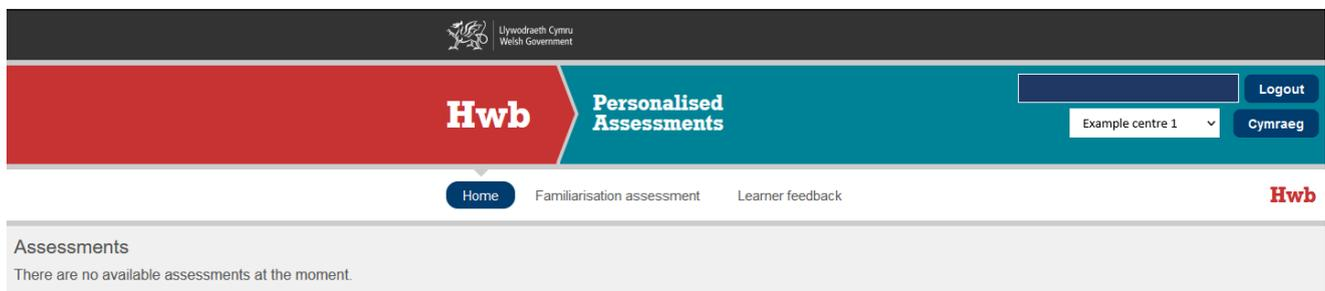 Llywodraeth Cymru
Welsh Government
Hwb
Personalised
Assessments
Logout
Example centre 1
Cymraeg
Home Familiarisation assessment Learner feedback Hwb
Assessments
There are no available assessments at the moment.